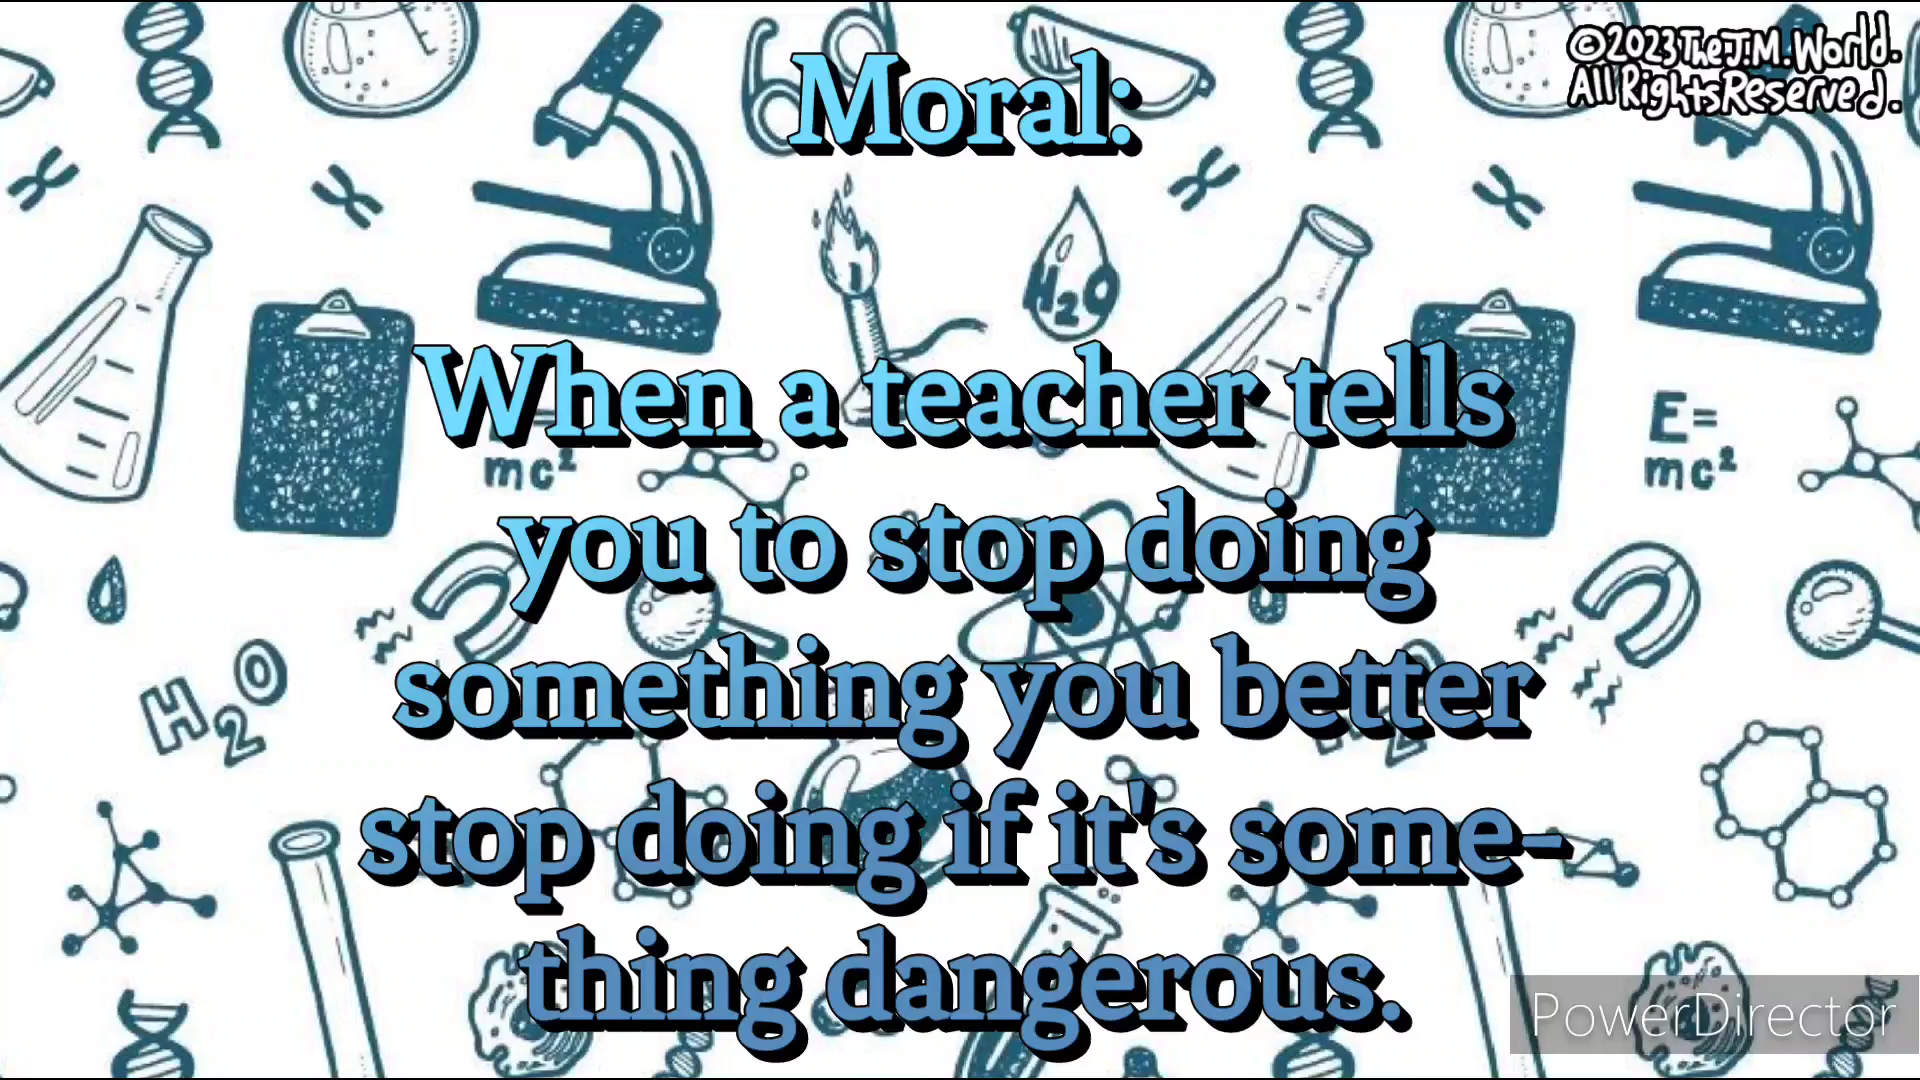 ©2023TheJ.M.World.
All Rights Reserved.
Moral:
H2O
When a teacher tells
E=
mc²
mc²
you to stop doing
something you better
H2O
stop doing if it's some-
thing dangerous.
PowerDirector